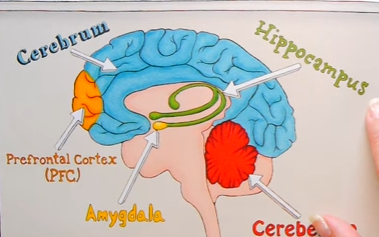 Cerebrum
Hippocampus
Prefrontal Cortex
(PFC)
Amygdala